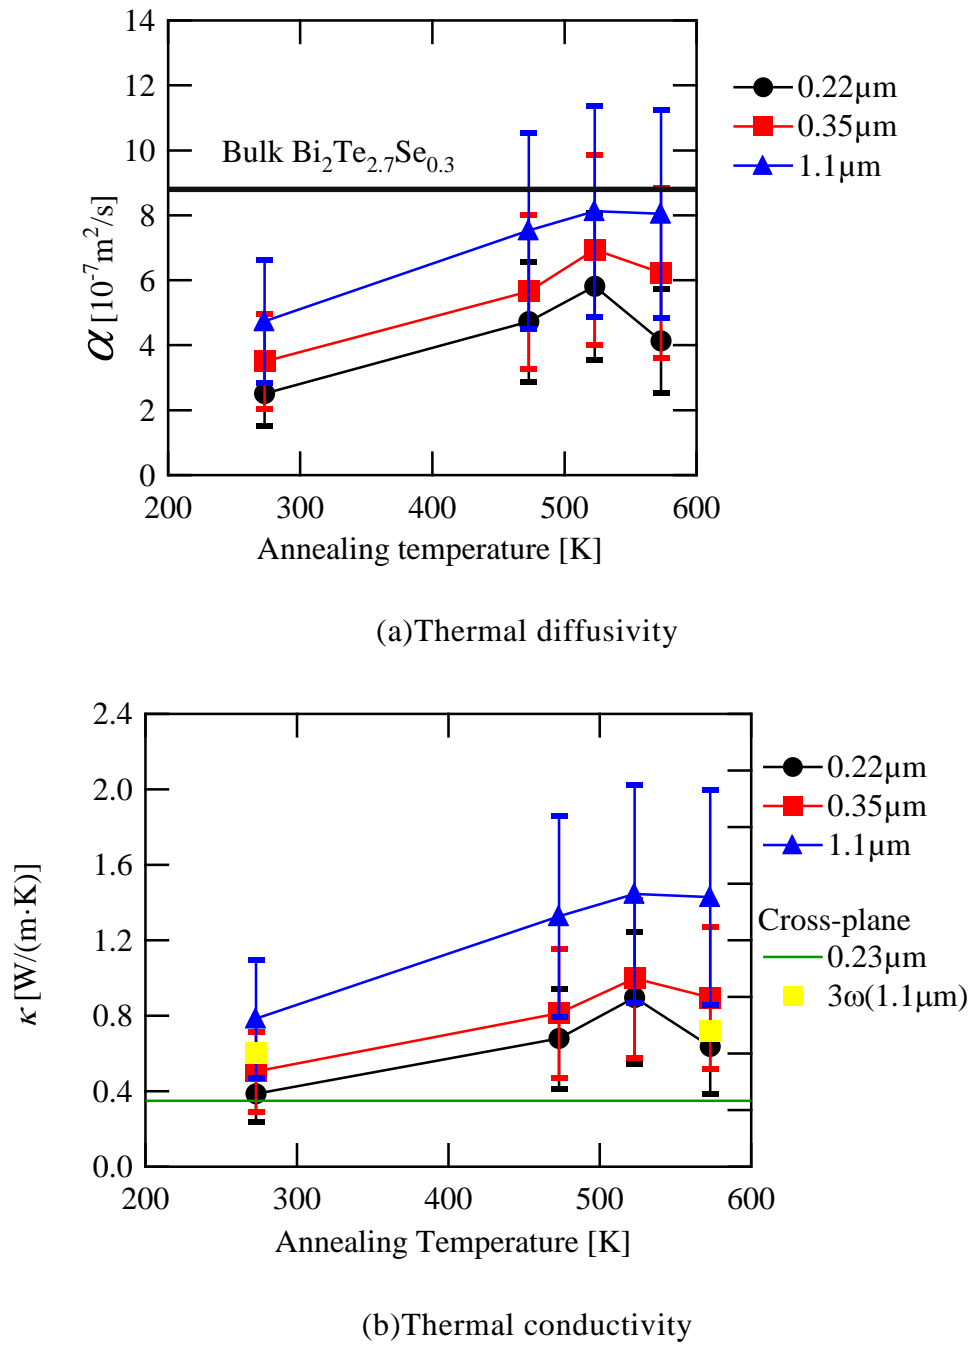 14
12
10
8
6
4
2
0
α [10⁻⁷m²/s]
Bulk Bi₂Te₂.₇Se₀.₃
0.22µm
0.35µm
1.1µm
200 300 400 500 600
Annealing temperature [K]
(a)Thermal diffusivity
2.4
2.0
1.6
1.2
0.8
0.4
0.0
κ [W/(m·K)]
0.22µm
0.35µm
1.1µm
Cross-plane
0.23µm
3ω(1.1µm)
200 300 400 500 600
Annealing Temperature [K]
(b)Thermal conductivity